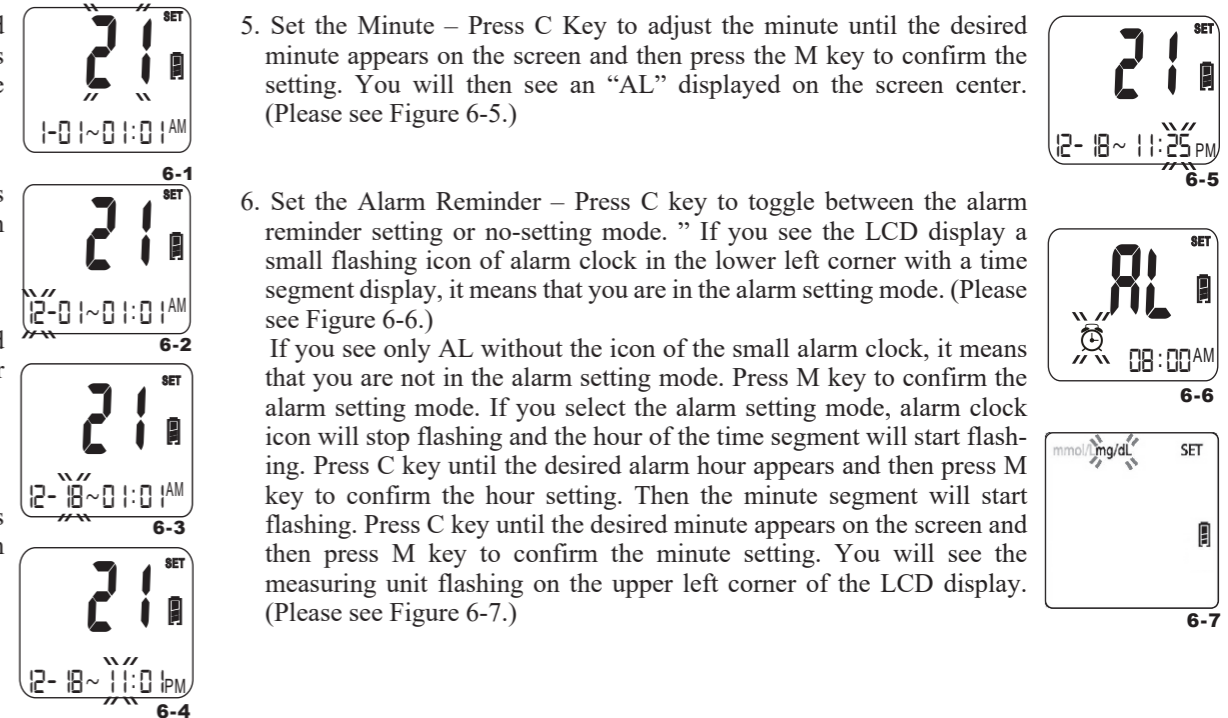 d
s
e
s
n
d
r
s
n
SET
21
1-01~01:01 AM
6-1
SET
21
12-01~01:01 AM
6-2
SET
21
12-18~01:01 AM
6-3
SET
21
12-18~11:01 PM
6-4
5. Set the Minute – Press C Key to adjust the minute until the desired
minute appears on the screen and then press the M key to confirm the
setting. You will then see an “AL” displayed on the screen center.
(Please see Figure 6-5.)
6. Set the Alarm Reminder – Press C key to toggle between the alarm
reminder setting or no-setting mode. ” If you see the LCD display a
small flashing icon of alarm clock in the lower left corner with a time
segment display, it means that you are in the alarm setting mode. (Please
see Figure 6-6.)
If you see only AL without the icon of the small alarm clock, it means
that you are not in the alarm setting mode. Press M key to confirm the
alarm setting mode. If you select the alarm setting mode, alarm clock
icon will stop flashing and the hour of the time segment will start flash-
ing. Press C key until the desired alarm hour appears and then press M
key to confirm the hour setting. Then the minute segment will start
flashing. Press C key until the desired minute appears on the screen and
then press M key to confirm the minute setting. You will see the
measuring unit flashing on the upper left corner of the LCD display.
(Please see Figure 6-7.)
SET
21
12-18~11:25 PM
6-5
SET
AL
08:00 AM
6-6
mmol/L mg/dL SET
6-7